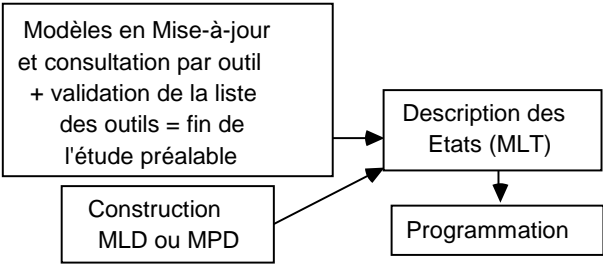 Modèles en Mise-à-jour
et consultation par outil
+ validation de la liste
des outils = fin de
l'étude préalable
Description des
Etats (MLT)
Construction
MLD ou MPD
Programmation